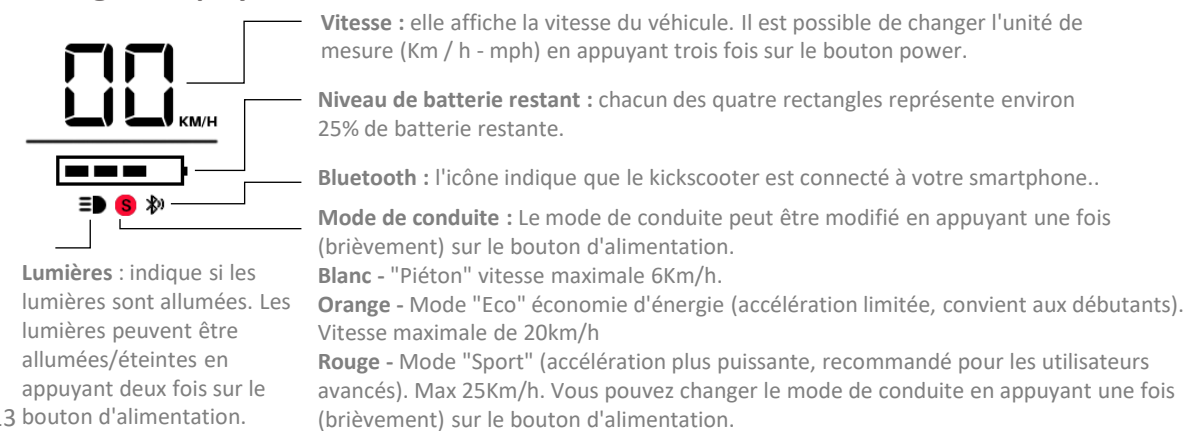 00 KM/H
S
Vitesse : elle affiche la vitesse du véhicule. Il est possible de changer l'unité de
mesure (Km / h - mph) en appuyant trois fois sur le bouton power.
Niveau de batterie restant : chacun des quatre rectangles représente environ
25% de batterie restante.
Bluetooth : l'icône indique que le kickscooter est connecté à votre smartphone..
Mode de conduite : Le mode de conduite peut être modifié en appuyant une fois
(brièvement) sur le bouton d'alimentation.
Blanc - "Piéton" vitesse maximale 6Km/h.
Orange - Mode "Eco" économie d'énergie (accélération limitée, convient aux débutants).
Vitesse maximale de 20km/h
Rouge - Mode "Sport" (accélération plus puissante, recommandé pour les utilisateurs
avancés). Max 25Km/h. Vous pouvez changer le mode de conduite en appuyant une fois
(brièvement) sur le bouton d'alimentation.
Lumières : indique si les
lumières sont allumées. Les
lumières peuvent être
allumées/éteintes en
appuyant deux fois sur le
bouton d'alimentation.